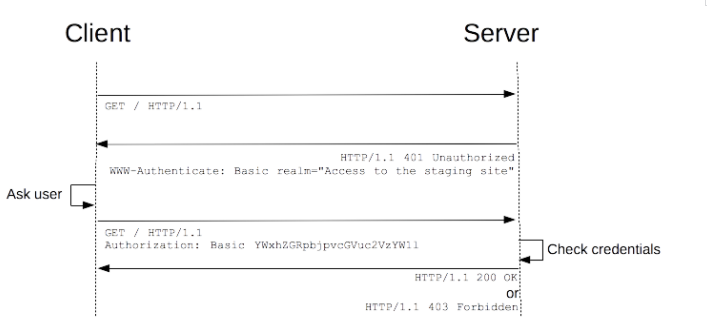 Client
Server
GET / HTTP/1.1
HTTP/1.1 401 Unauthorized
WWW-Authenticate: Basic realm="Access to the staging site"
Ask user
GET / HTTP/1.1
Authorization: Basic YWxhZGRpbjpvcGVuc2VzYW1l
Check credentials
HTTP/1.1 200 OK
or
HTTP/1.1 403 Forbidden